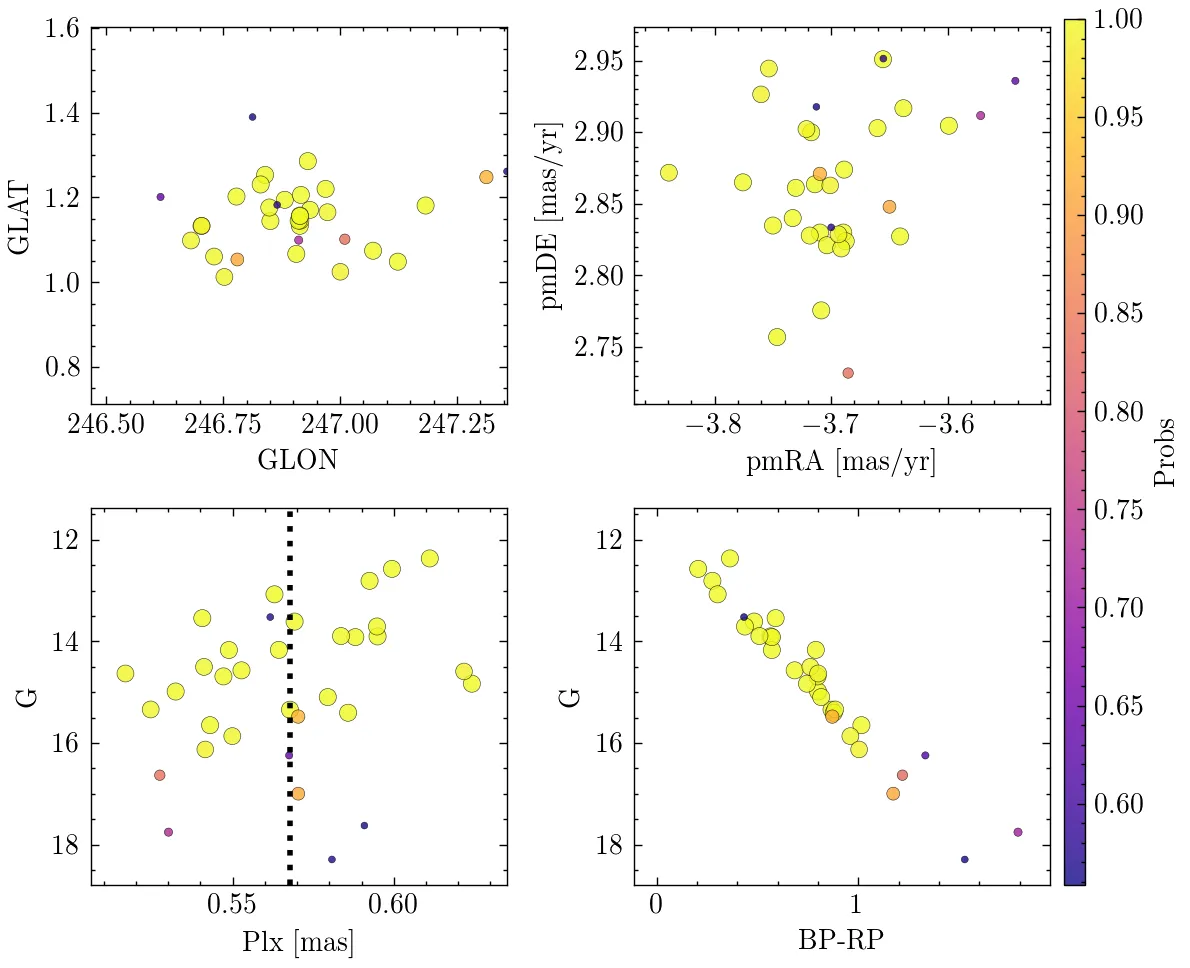 1.6
1.4
1.2
1.0
0.8
GLAT
246.50 246.75 247.00 247.25
GLON
2.95
2.90
2.85
2.80
2.75
pmDE [mas/yr]
−3.8 −3.7 −3.6
pmRA [mas/yr]
12
14
16
18
G
0.55 0.60
Plx [mas]
12
14
16
18
G
0 1
BP-RP
1.00
0.95
0.90
0.85
0.80
0.75
0.70
0.65
0.60
Probs